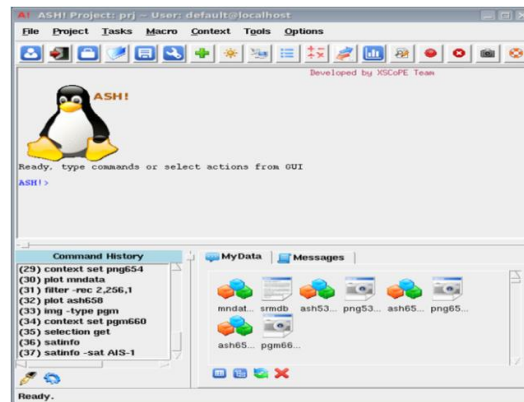 A! ASH! Project: prj - User: default@localhost
File Project Tasks Macro Context Tools Options
Developed by XSCoPE Team
ASH!
Ready, type commands or select actions from GUI
ASH!>
Command History
(29) context set png654
(30) plot mndata
(31) filter -rec 2,256,1
(32) plot ash658
(33) img -type pgm
(34) context set pgm660
(35) selection get
(36) satinfo
(37) satinfo -sat AIS-1
MyData Messages
mndat... srmdb ash53... png53... ash65... png65...
ash65... pgm66...
Ready.